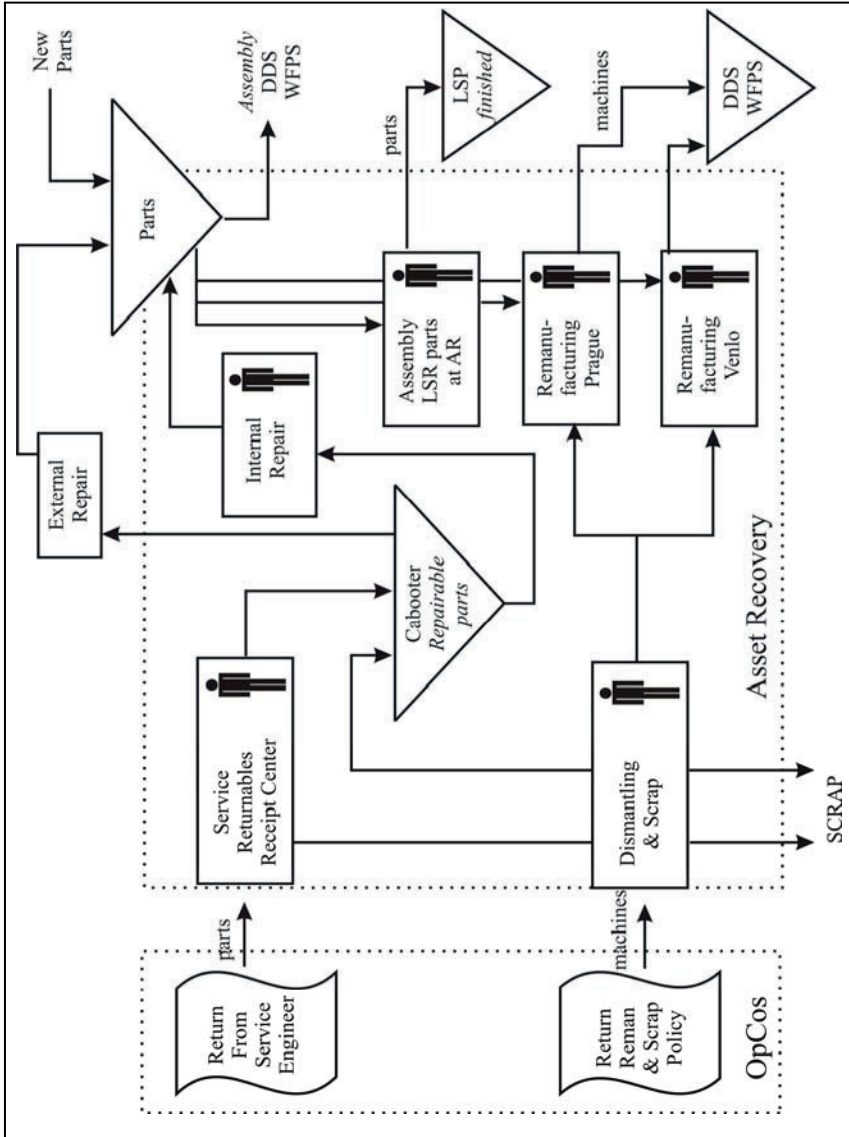 Return
From
Service
Engineer
parts
Return
Reman
& Scrap
Policy
machines
OpCos
Service
Returnables
Receipt Center
Dismantling
& Scrap
SCRAP
Cabooter
Repairable
parts
External
Repair
Internal
Repair
New
Parts
Parts
Assembly
DDS
WFPS
Assembly
LSR parts
at AR
parts
LSP
finished
Remanu-
facturing
Prague
machines
Remanu-
facturing
Venlo
DDS
WFPS
Asset Recovery